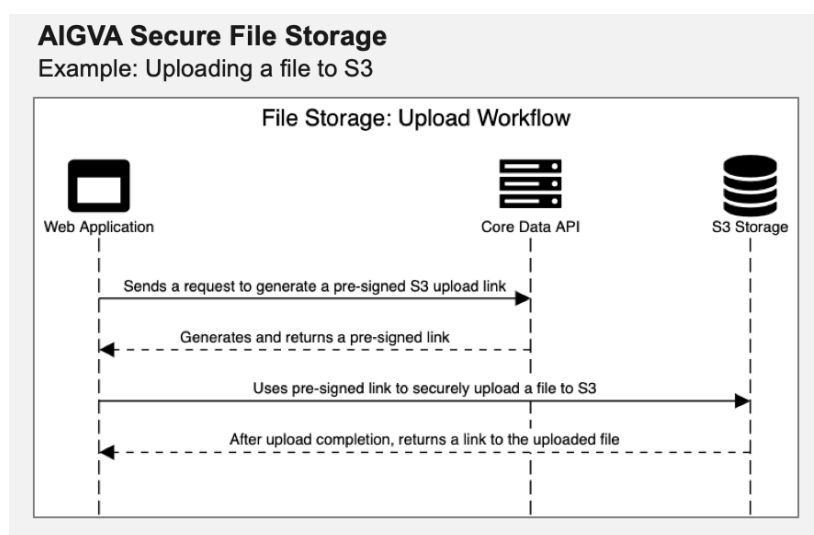 AIGVA Secure File Storage
Example: Uploading a file to S3
File Storage: Upload Workflow
Web Application
Core Data API
S3 Storage
Sends a request to generate a pre-signed S3 upload link
Generates and returns a pre-signed link
Uses pre-signed link to securely upload a file to S3
After upload completion, returns a link to the uploaded file